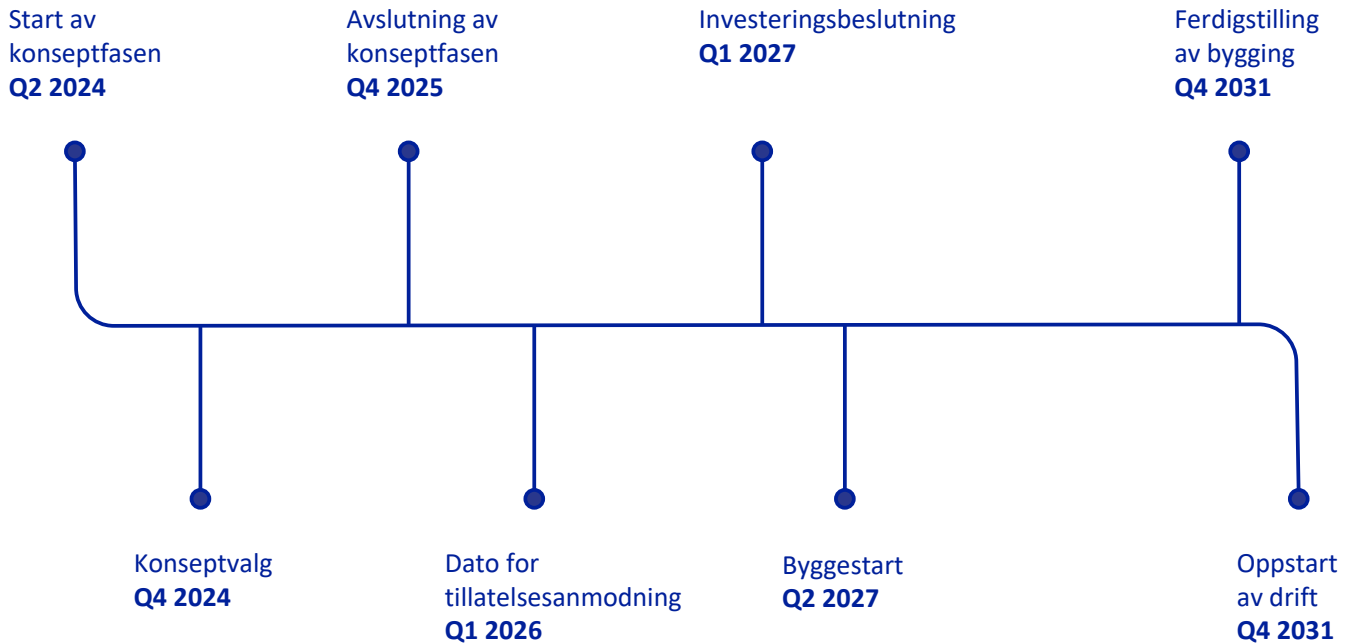 Start av
konseptfasen
Q2 2024
Avslutning av
konseptfasen
Q4 2025
Investeringsbeslutning
Q1 2027
Ferdigstilling
av bygging
Q4 2031
Konseptvalg
Q4 2024
Dato for
tillatelsesanmodning
Q1 2026
Byggestart
Q2 2027
Oppstart
av drift
Q4 2031